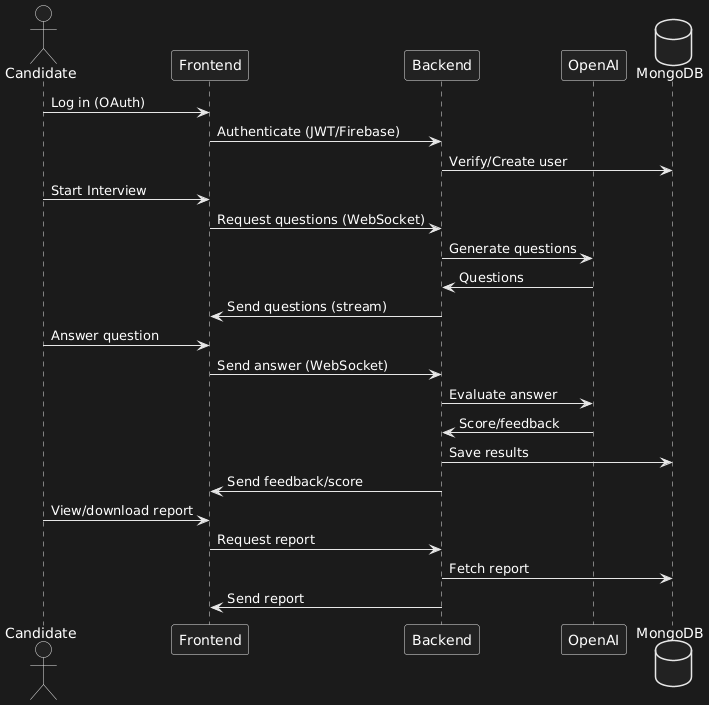 Candidate
Frontend
Backend
OpenAI
MongoDB
Log in (OAuth)
Authenticate (JWT/Firebase)
Verify/Create user
Start Interview
Request questions (WebSocket)
Generate questions
Questions
Send questions (stream)
Answer question
Send answer (WebSocket)
Evaluate answer
Score/feedback
Save results
Send feedback/score
View/download report
Request report
Fetch report
Send report
Candidate
Frontend
Backend
OpenAI
MongoDB